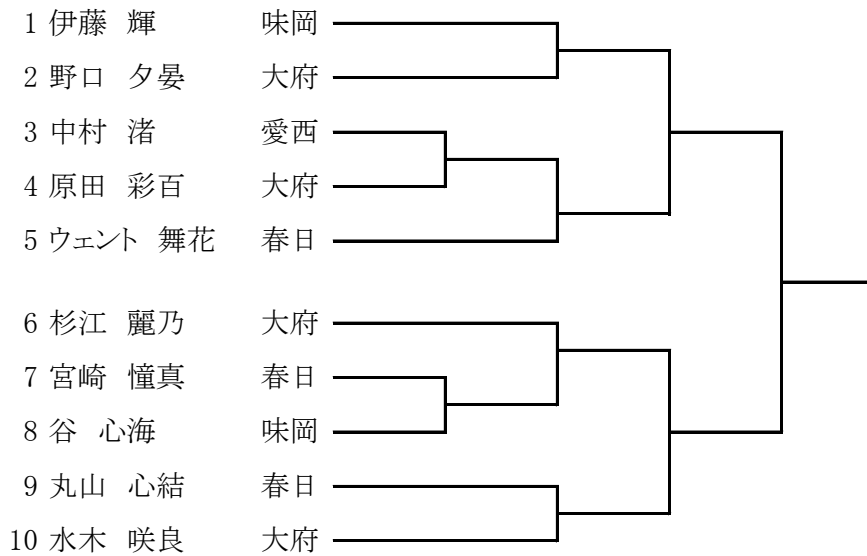 1 伊藤 輝 味岡
2 野口 夕晏 大府
3 中村 渚 愛西
4 原田 彩百 大府
5 ウェント 舞花 春日
6 杉江 麗乃 大府
7 宮崎 憧真 春日
8 谷 心海 味岡
9 丸山 心結 春日
10 水木 咲良 大府